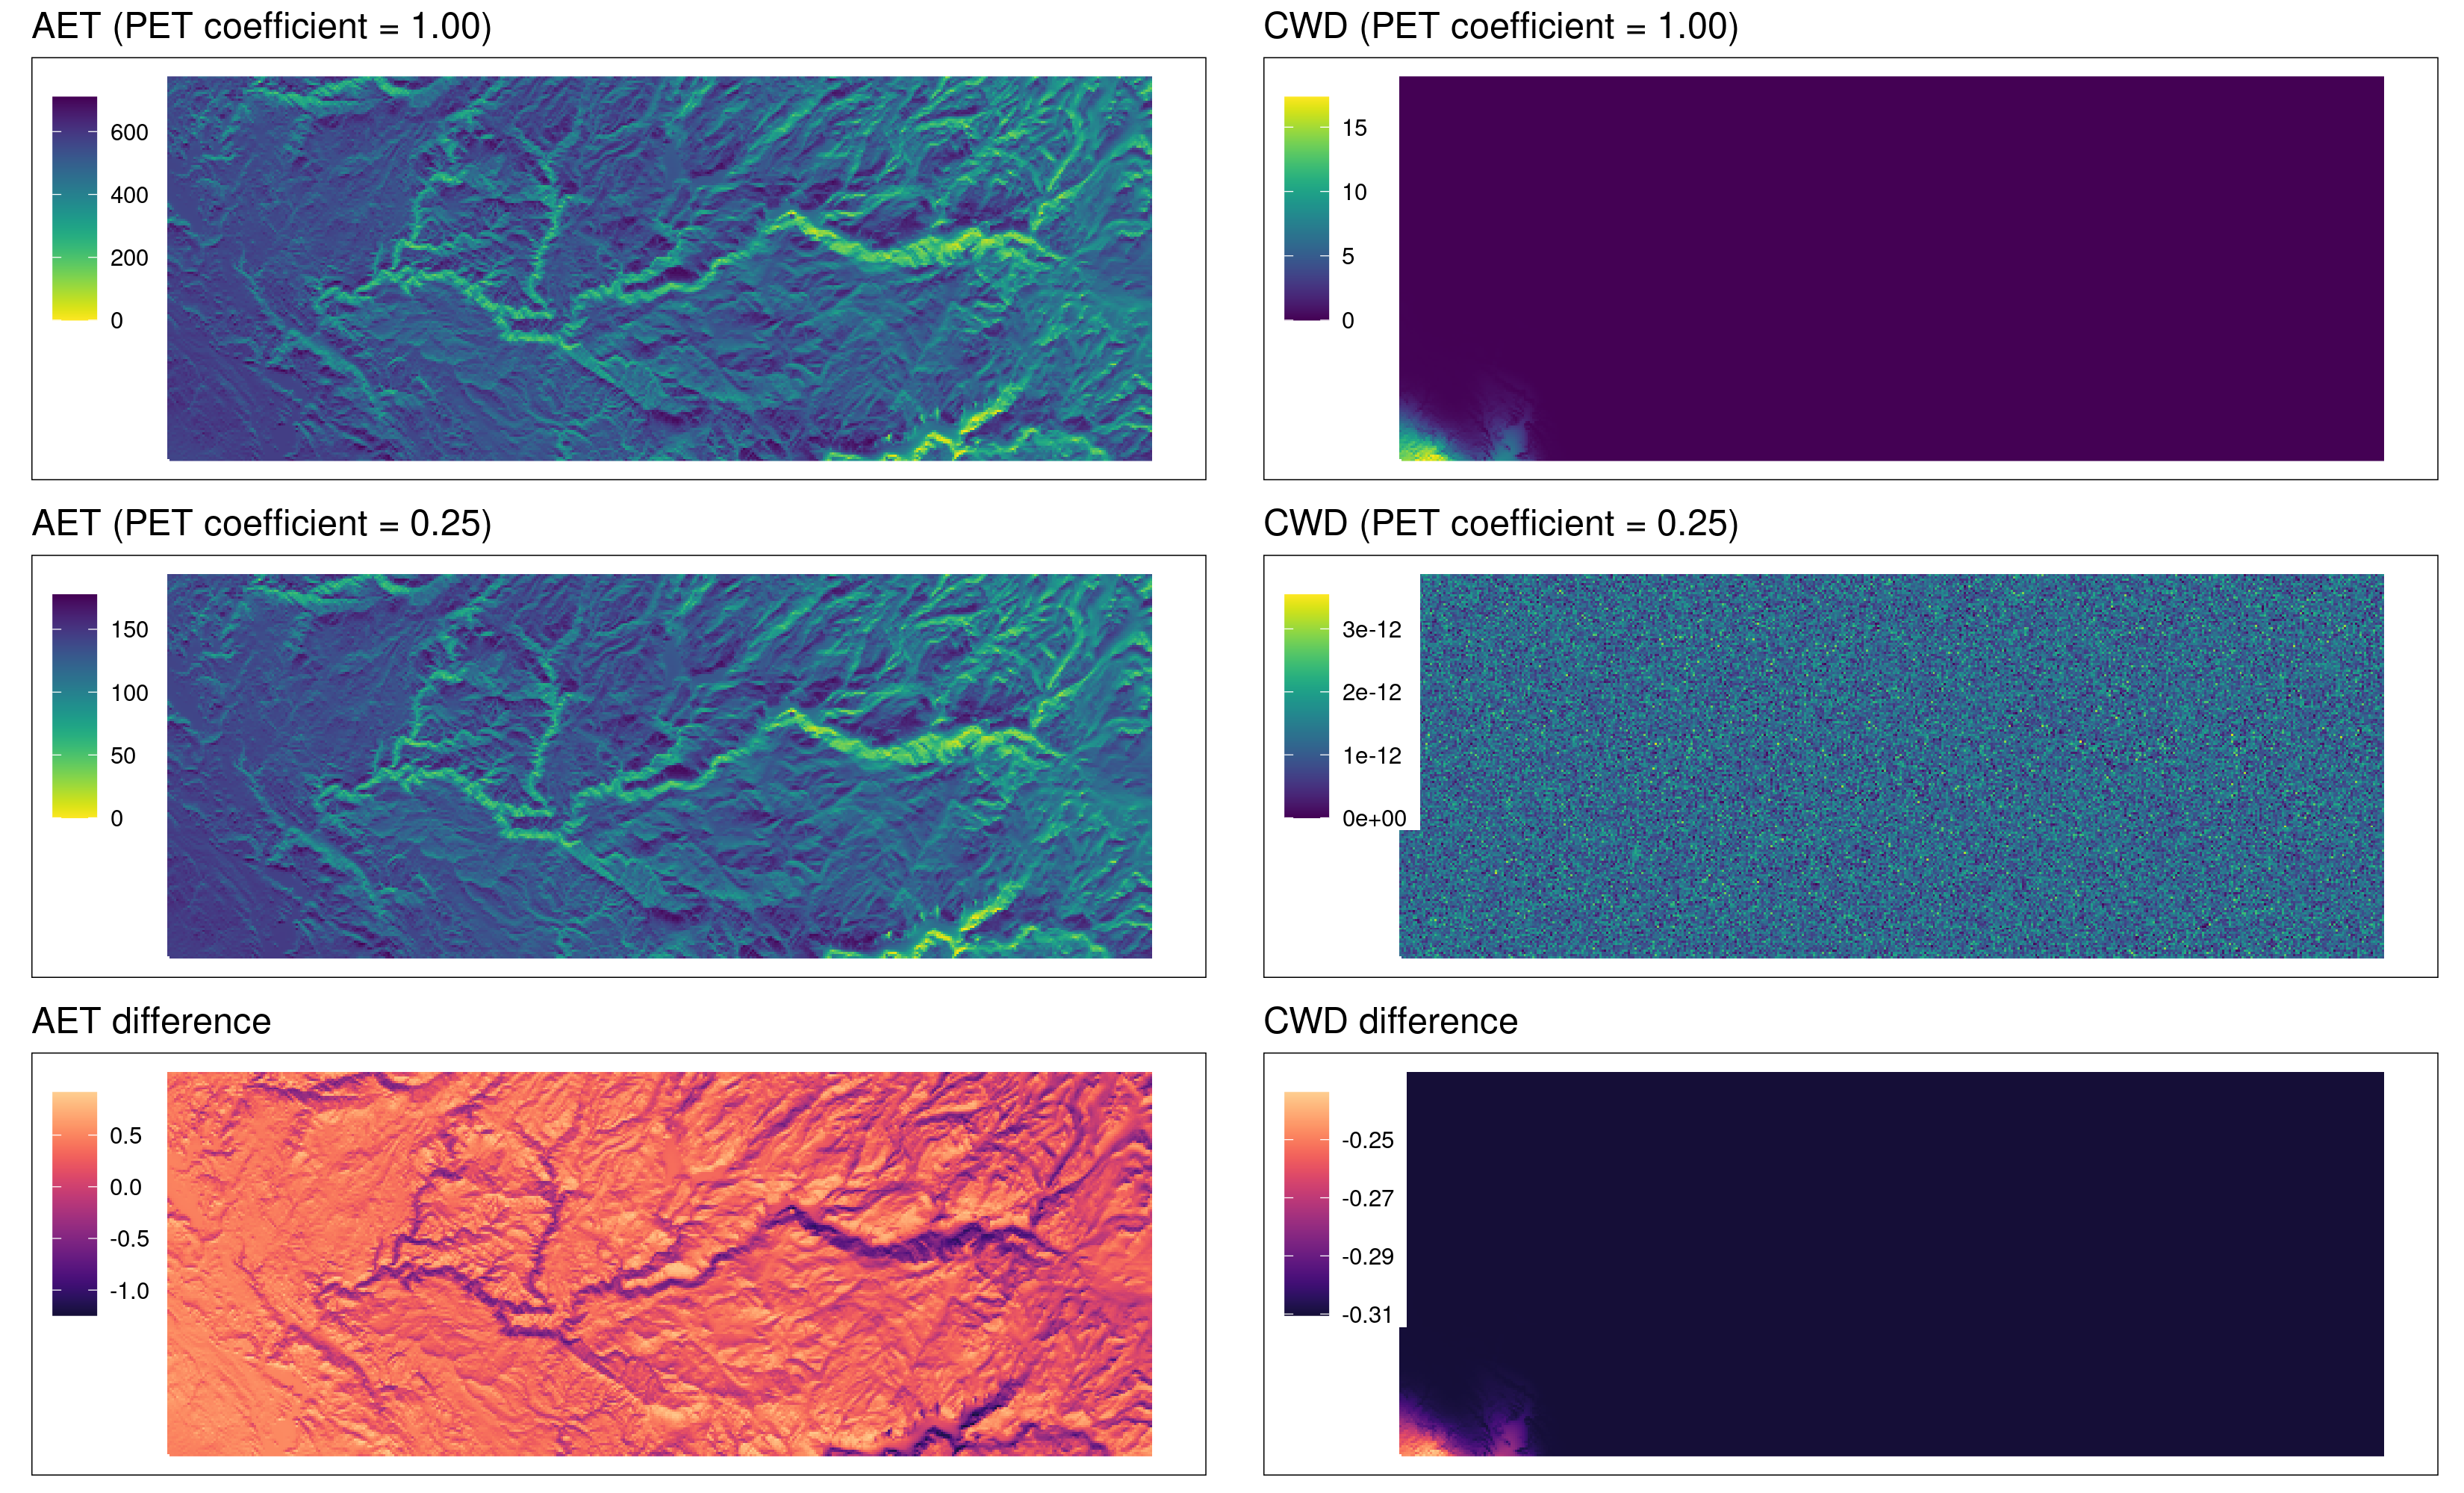 AET (PET coefficient = 1.00)
600
400
200
0
CWD (PET coefficient = 1.00)
15
10
5
0
AET (PET coefficient = 0.25)
150
100
50
0
CWD (PET coefficient = 0.25)
3e-12
2e-12
1e-12
0e+00
AET difference
0.5
0.0
-0.5
-1.0
CWD difference
-0.25
-0.27
-0.29
-0.31